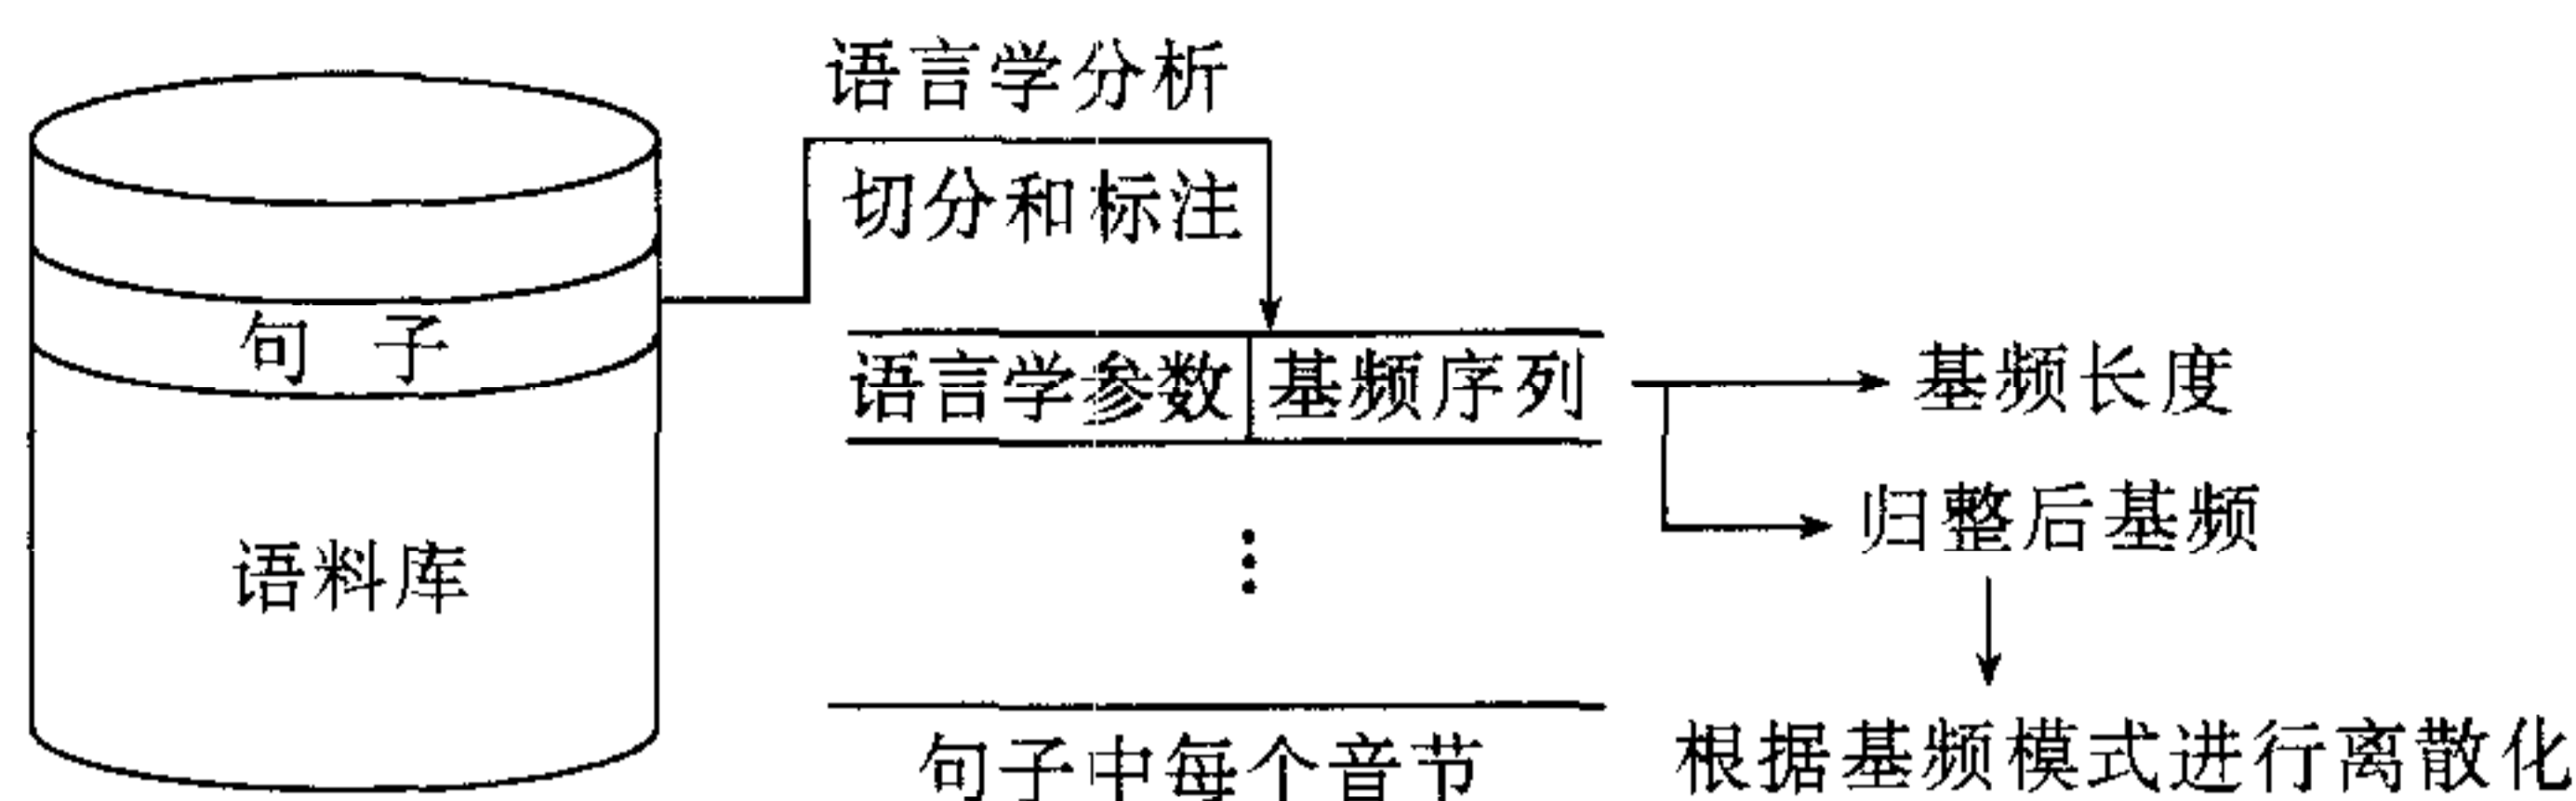 语言学分析
切分和标注
句子
语料库
语言学参数 基频序列
基频长度
归整后基频
根据基频模式进行离散化
句子中每个音节